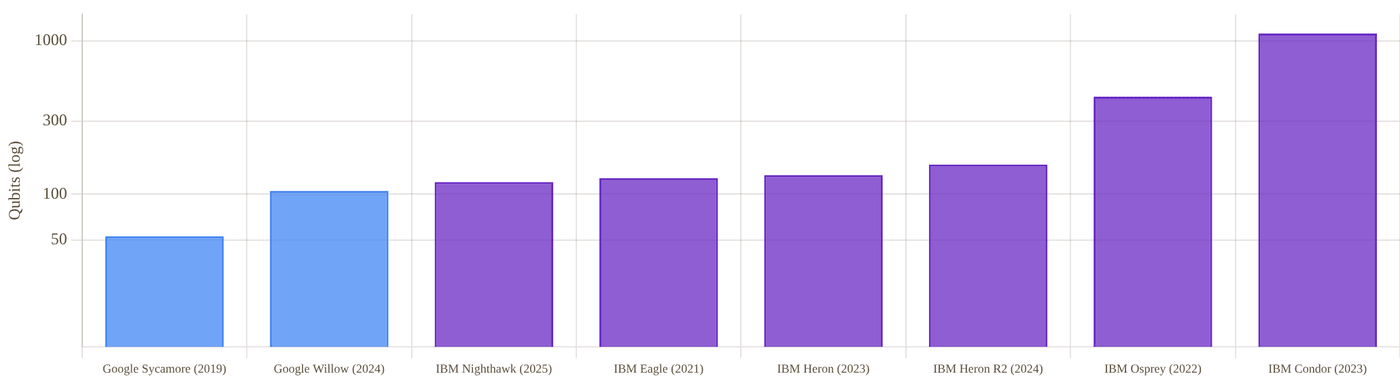 Qubits (log)
1000
300
100
50
Google Sycamore (2019)
Google Willow (2024)
IBM Nighthawk (2025)
IBM Eagle (2021)
IBM Heron (2023)
IBM Heron R2 (2024)
IBM Osprey (2022)
IBM Condor (2023)